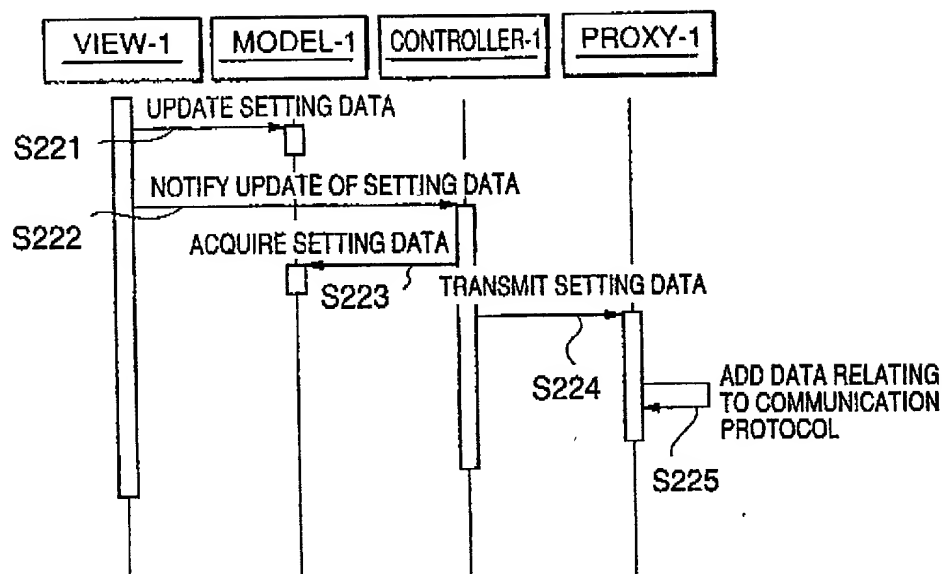 VIEW-1
MODEL-1
CONTROLLER-1
PROXY-1
UPDATE SETTING DATA
S221
NOTIFY UPDATE OF SETTING DATA
S222
ACQUIRE SETTING DATA
S223
TRANSMIT SETTING DATA
S224
ADD DATA RELATING
TO COMMUNICATION
PROTOCOL
S225